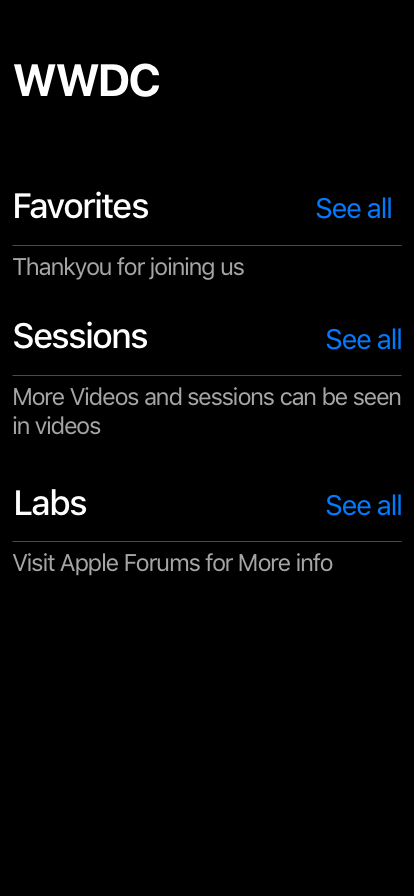 WWDC
Favorites See all
Thankyou for joining us
Sessions See all
More Videos and sessions can be seen
in videos
Labs See all
Visit Apple Forums for More info